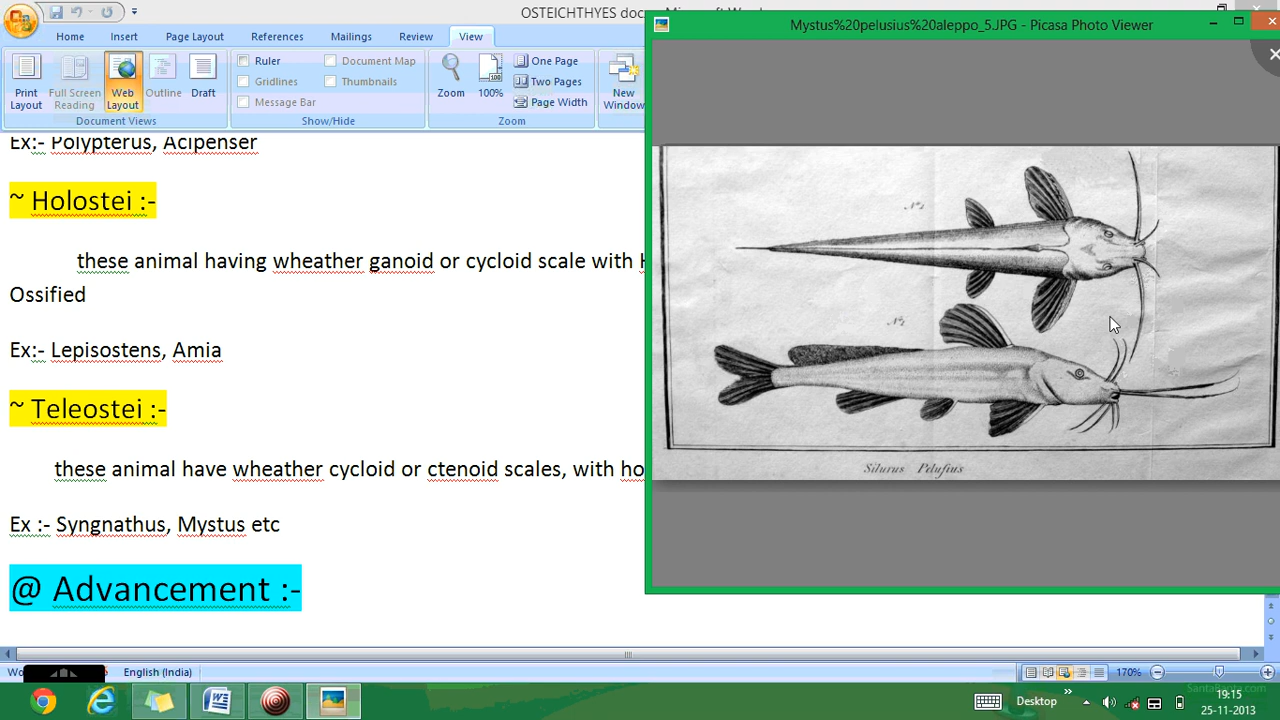 OSTEICHTHYES doc
Mystus%20pelusius%20aleppo_5.JPG - Picasa Photo Viewer
Home Insert Page Layout References Mailings Review View
Ruler
Document Map
One Page
Gridlines
Thumbnails
Two Pages
Message Bar
Page Width
Print Layout
Full Screen Reading
Web Layout
Outline
Draft
Zoom
100%
New Window
Document Views
Show/Hide
Zoom
Ex:- Polypterus, Acipenser
~ Holostei :-
these animal having wheather ganoid or cycloid scale with
Ossified
Ex:- Lepisostens, Amia
~ Teleostei :-
these animal have wheather cycloid or ctenoid scales, with ho
Ex :- Syngnathus, Mystus etc
@ Advancement :-
Nº1
Nº1
Silurus Pelusius
English (India)
170%
Desktop
SantaBanta.com
19:15
25-11-2013